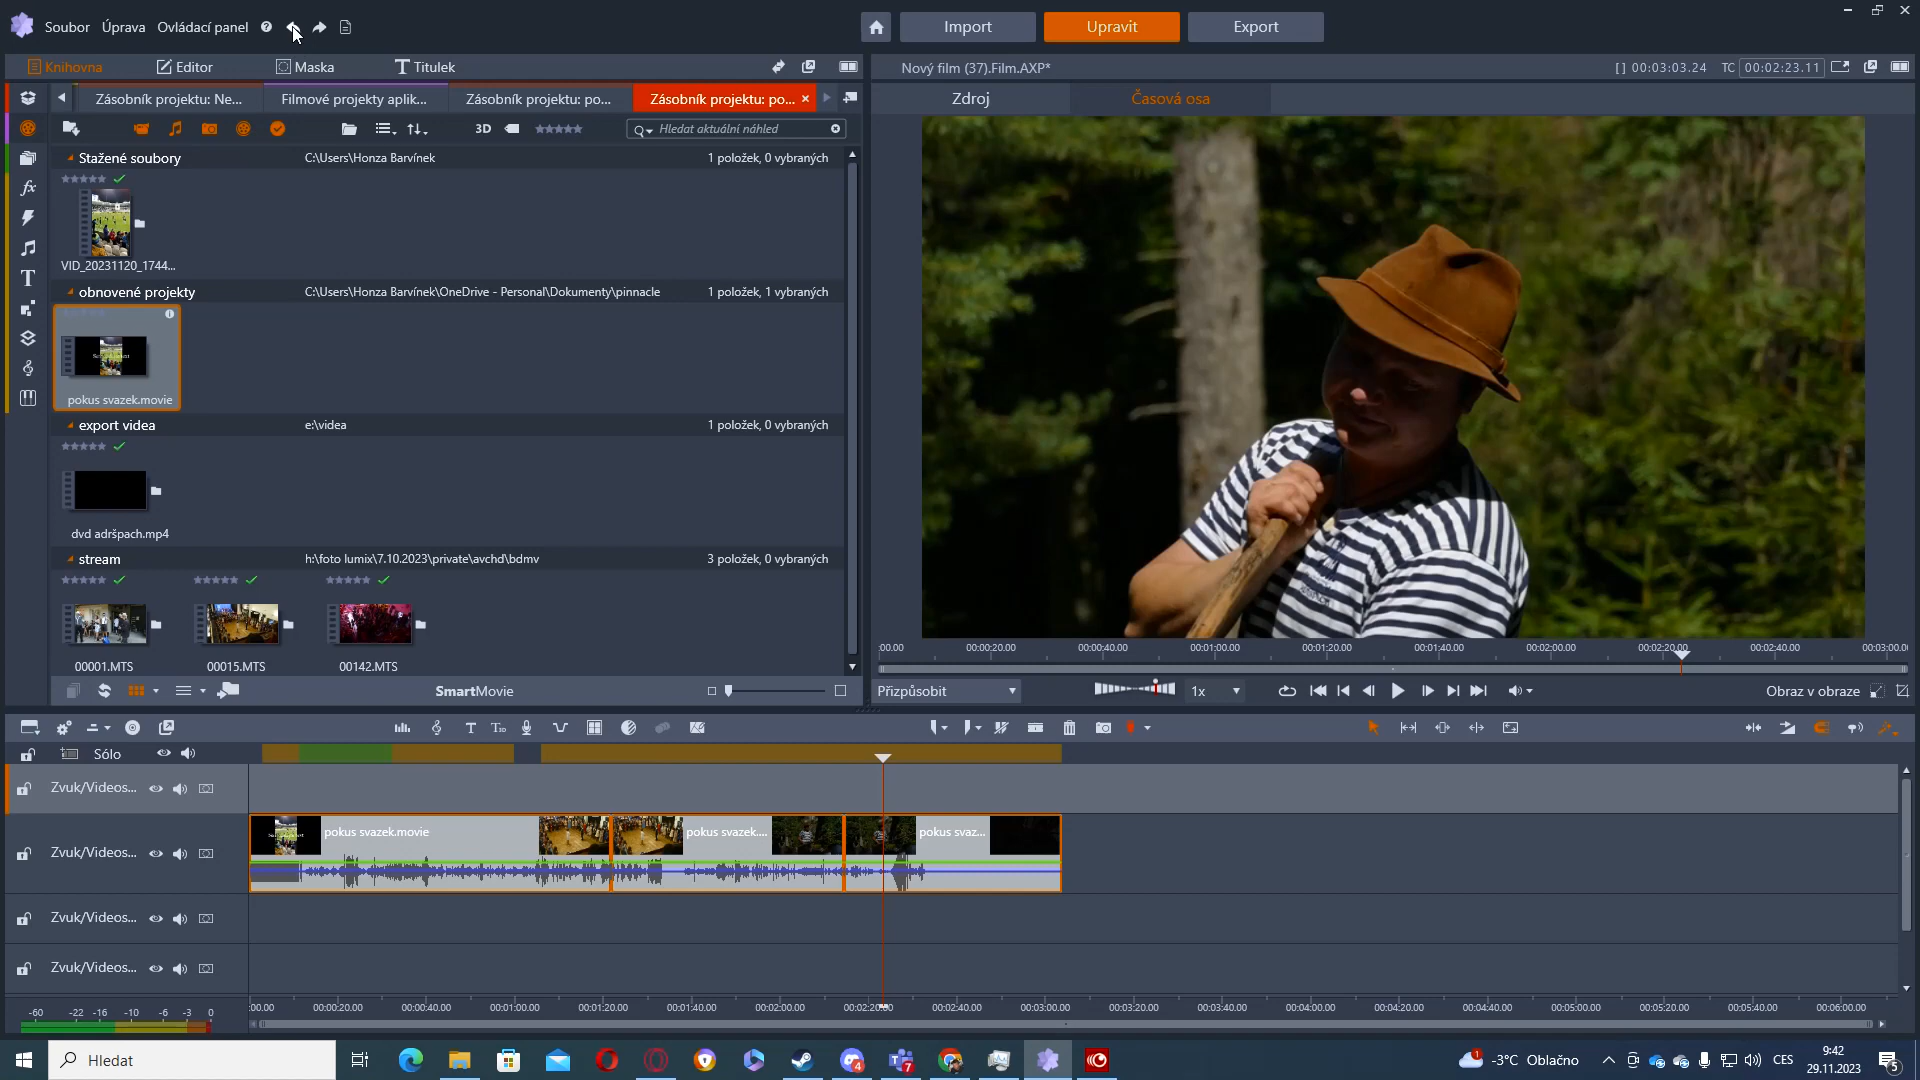 Soubor Úprava Ovládací panel
Import Upravit Export
Knihovna Editor Maska Titulek
Nový film (37).Film.AXP*
[ ] 00:03:03.24 TC 00:02:23.11
Zásobník projektu: Ne... Filmové projekty aplik... Zásobník projektu: po... Zásobník projektu: po... ×
Zdroj Časová osa
3D
Hledat aktuální náhled
Stažené soubory C:\Users\Honza Barvínek 1 položek, 0 vybraných
VID_20231120_1744...
obnovené projekty C:\Users\Honza Barvínek\OneDrive - Personal\Dokumenty\pinnacle 1 položek, 1 vybraných
pokus svazek.movie
export videa e:\videa 1 položek, 0 vybraných
dvd adršpach.mp4
stream h:\foto lumix\7.10.2023\private\avchd\bdmv 3 položek, 0 vybraných
00001.MTS 00015.MTS 00142.MTS
:00.00 00:00:20.00 00:00:40.00 00:01:00.00 00:01:20.00 00:01:40.00 00:02:00.00 00:02:20.00 00:02:40.00 00:03:00.0
SmartMovie
Přizpůsobit 1x Obraz v obraze
Sólo
Zvuk/Videos...
Zvuk/Videos... pokus svazek.movie pokus svazek.... pokus svaz...
Zvuk/Videos...
Zvuk/Videos...
-60 -22 -16 -10 -6 -3 0
:00.00 00:00:20.00 00:00:40.00 00:01:00.00 00:01:20.00 00:01:40.00 00:02:00.00 00:02:20.00 00:02:40.00 00:03:00.00 00:03:20.00 00:03:40.00 00:04:00.00 00:04:20.00 00:04:40.00 00:05:00.00 00:05:20.00 00:05:40.00 00:06:00.00
Hledat
4 7 1 -3°C Oblačno CES 9:42
29.11.2023 5